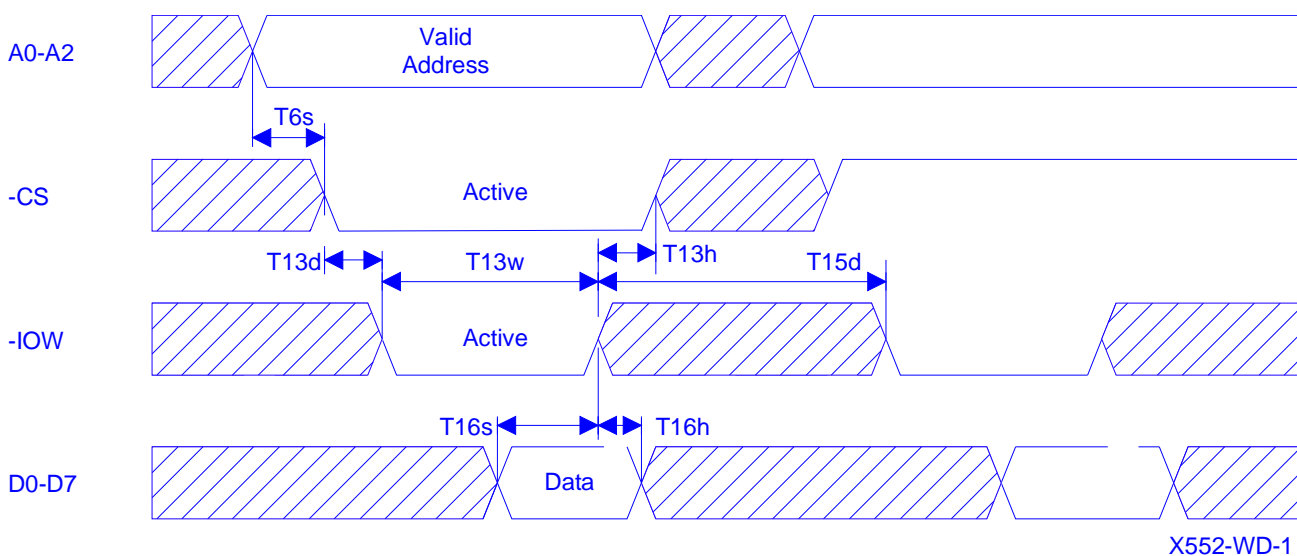 A0-A2
Valid
Address
T6s
-CS
Active
T13d
T13w
T13h
T15d
-IOW
Active
T16s
T16h
D0-D7
Data
X552-WD-1